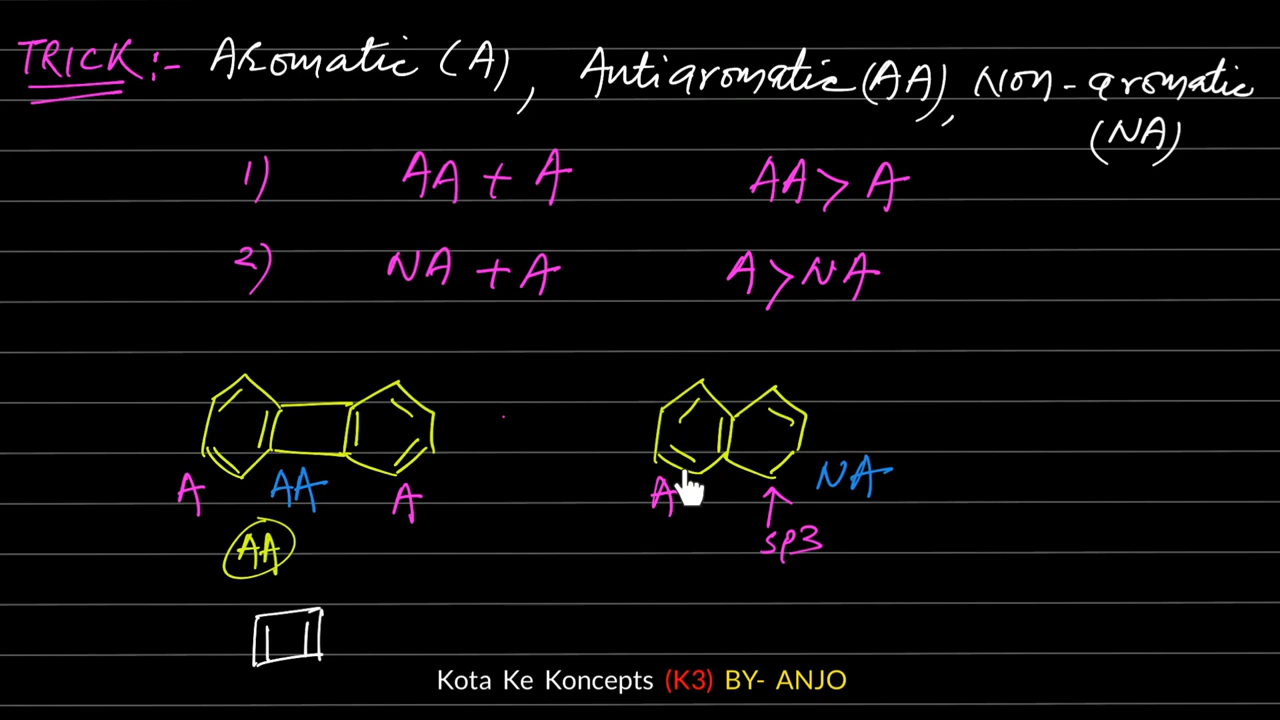 TRICK:- Aromatic (A), Antiaromatic (AA), Non-aromatic
(NA)
1) AA + A AA > A
2) NA + A A > NA
A AA A A NA
AA sp3
Kota Ke Koncepts (K3) BY- ANJO